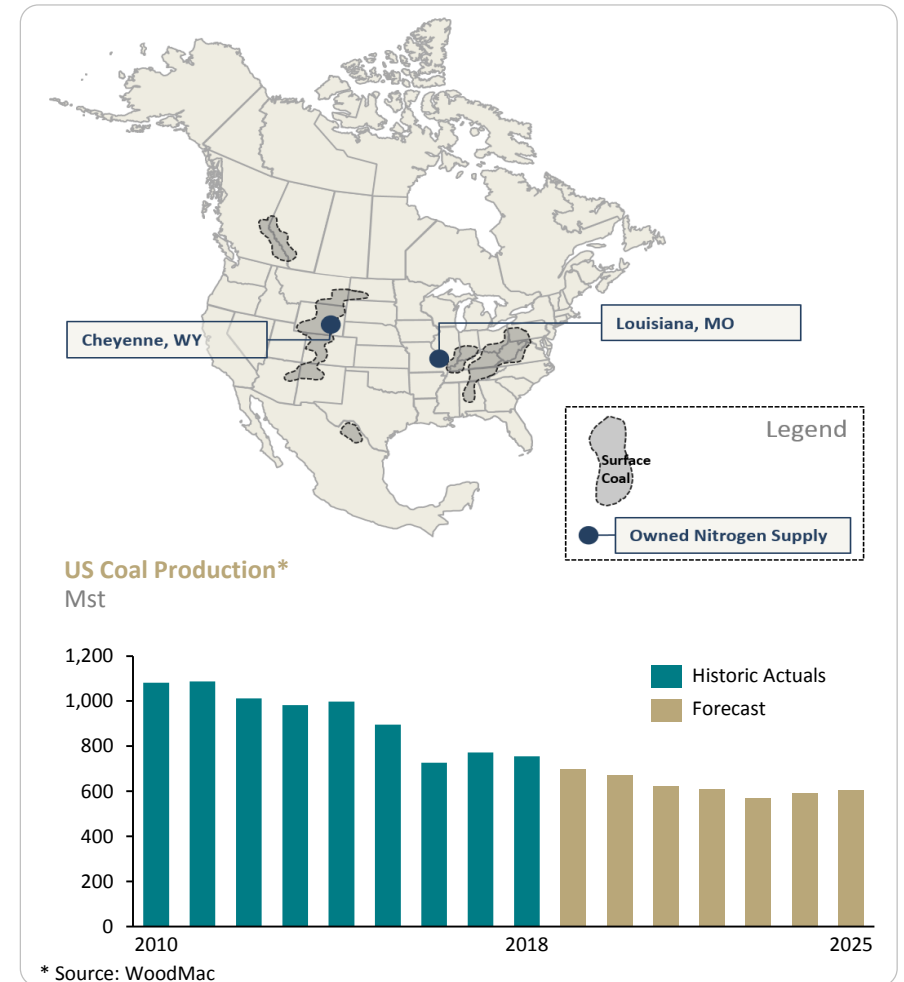 Cheyenne, WY
Louisiana, MO
Legend
Surface
Coal
Owned Nitrogen Supply
US Coal Production*
Mst
1,200
1,000
800
600
400
200
0
Historic Actuals
Forecast
2010 2018 2025
* Source: WoodMac